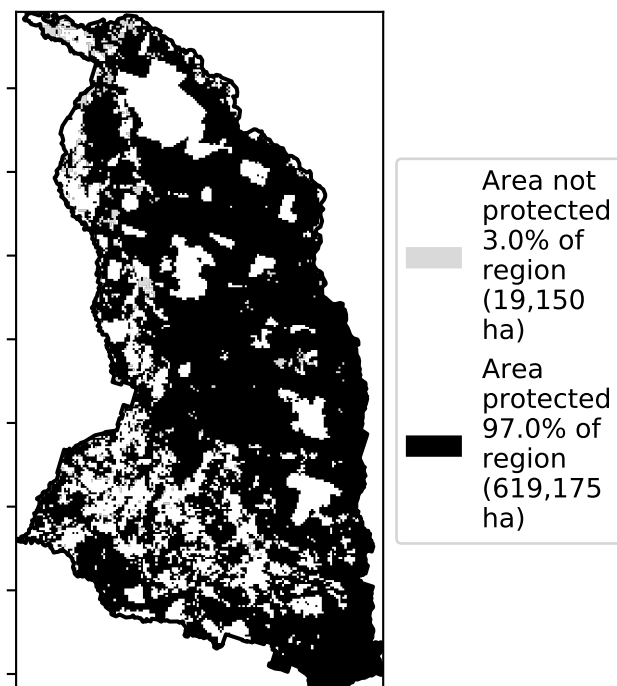 Area not
protected
3.0% of
region
(19,150
ha)
Area
protected
97.0% of
region
(619,175
ha)